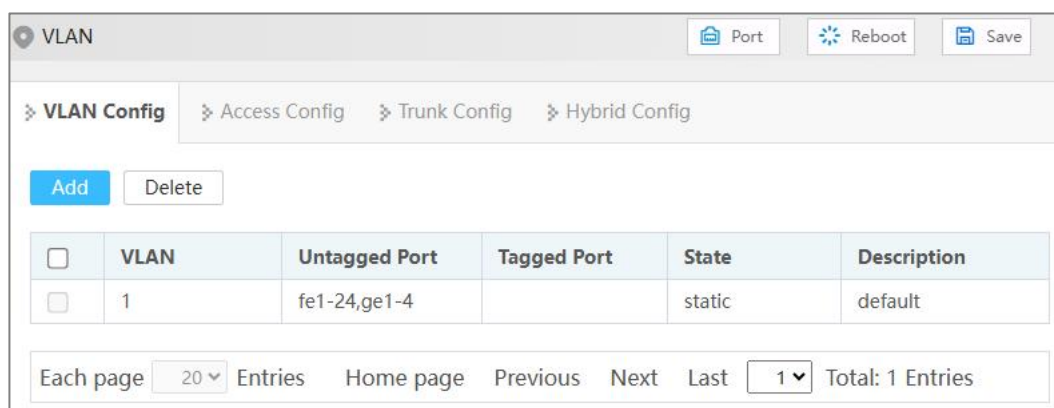 VLAN Port Reboot Save
VLAN Config Access Config Trunk Config Hybrid Config
Add Delete
VLAN Untagged Port Tagged Port State Description
1 fe1-24,ge1-4 static default
Each page 20 Entries Home page Previous Next Last 1 Total: 1 Entries